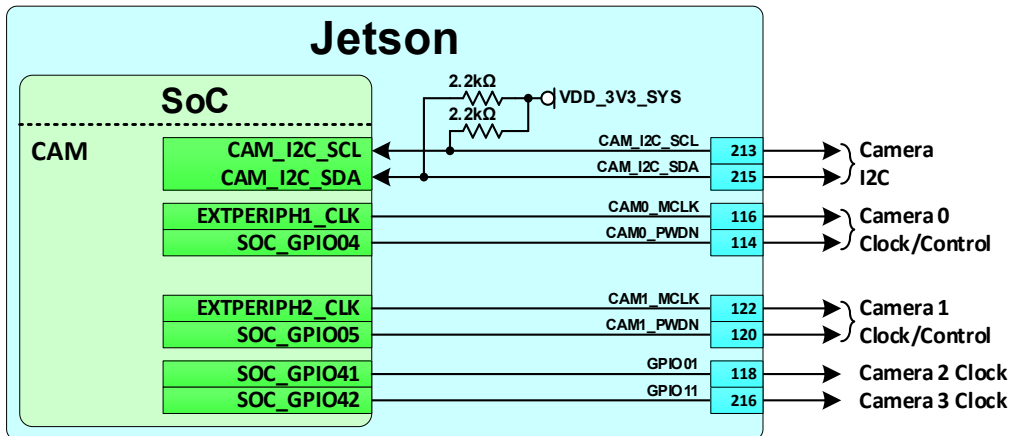 Jetson
SoC
2.2kΩ
VDD_3V3_SYS
2.2kΩ
CAM
CAM_I2C_SCL
CAM_I2C_SCL
213
Camera
CAM_I2C_SDA
CAM_I2C_SDA
215
I2C
EXTPERIPH1_CLK
CAM0_MCLK
116
Camera 0
SOC_GPIO04
CAM0_PWDN
114
Clock/Control
EXTPERIPH2_CLK
CAM1_MCLK
122
Camera 1
SOC_GPIO05
CAM1_PWDN
120
Clock/Control
SOC_GPIO41
GPIO01
118
Camera 2 Clock
SOC_GPIO42
GPIO11
216
Camera 3 Clock